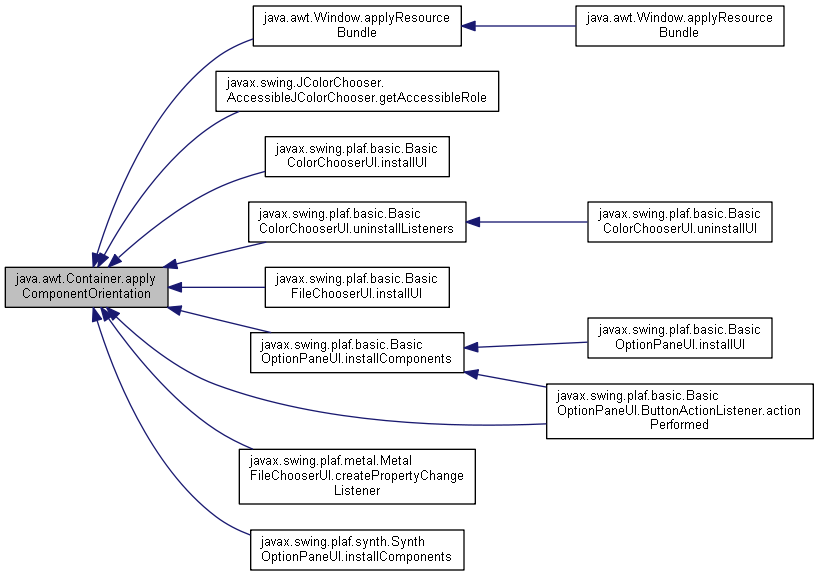 java.awt.Window.applyResource
Bundle
java.awt.Window.applyResource
Bundle
javax.swing.JColorChooser.
AccessibleJColorChooser.getAccessibleRole
javax.swing.plaf.basic.Basic
ColorChooserUI.installUI
javax.swing.plaf.basic.Basic
ColorChooserUI.uninstallListeners
javax.swing.plaf.basic.Basic
ColorChooserUI.uninstallUI
java.awt.Container.apply
ComponentOrientation
javax.swing.plaf.basic.Basic
FileChooserUI.installUI
javax.swing.plaf.basic.Basic
OptionPaneUI.installComponents
javax.swing.plaf.basic.Basic
OptionPaneUI.installUI
javax.swing.plaf.basic.Basic
OptionPaneUI.ButtonActionListener.action
Performed
javax.swing.plaf.metal.Metal
FileChooserUI.createPropertyChange
Listener
javax.swing.plaf.synth.Synth
OptionPaneUI.installComponents